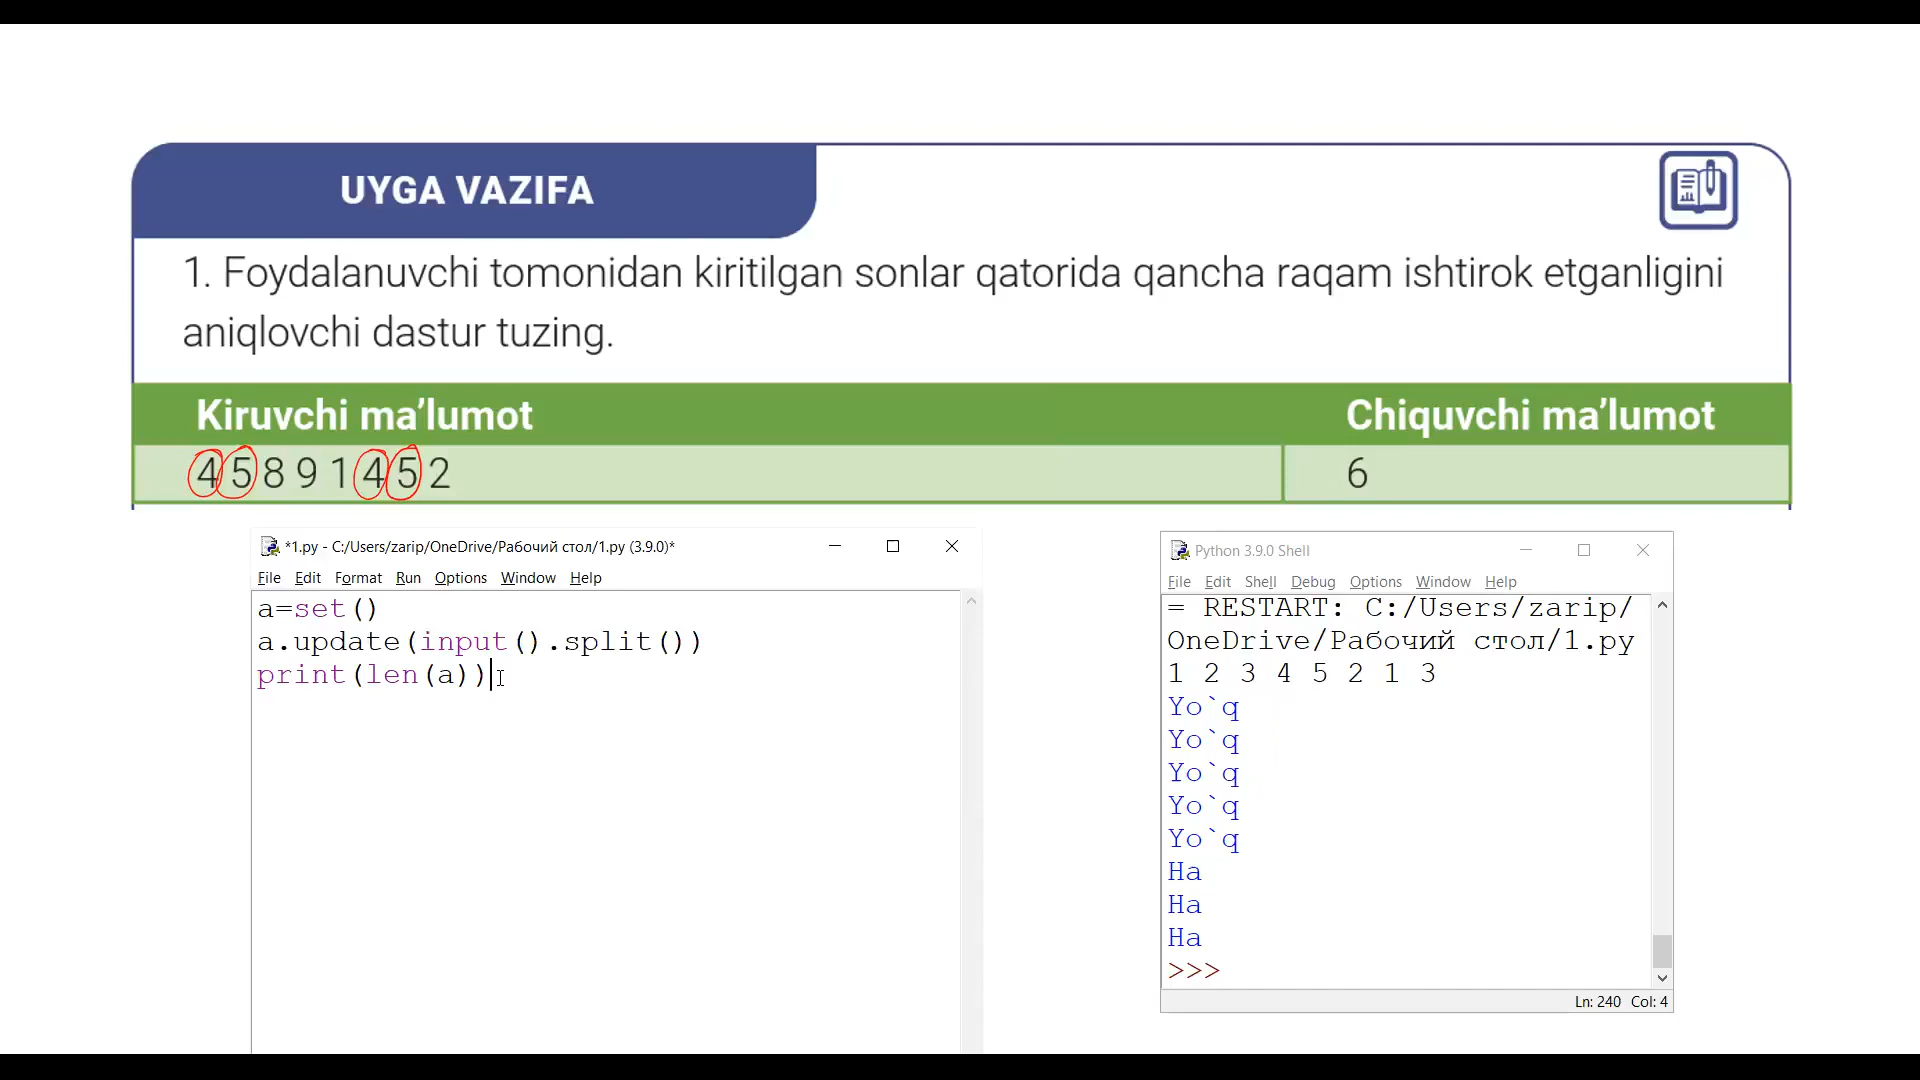 UYGA VAZIFA
1. Foydalanuvchi tomonidan kiritilgan sonlar qatorida qancha raqam ishtirok etganligini
aniqlovchi dastur tuzing.
Kiruvchi ma’lumot Chiquvchi ma’lumot
4 5 8 9 1 4 5 2 6
*1.py - C:/Users/zarip/OneDrive/Рабочий стол/1.py (3.9.0)*
File Edit Format Run Options Window Help
a=set()
a.update(input().split())
print(len(a))
Python 3.9.0 Shell
File Edit Shell Debug Options Window Help
= RESTART: C:/Users/zarip/
OneDrive/Рабочий стол/1.py
1 2 3 4 5 2 1 3
Yo`q
Yo`q
Yo`q
Yo`q
Yo`q
Ha
Ha
Ha
>>>
Ln: 240 Col: 4